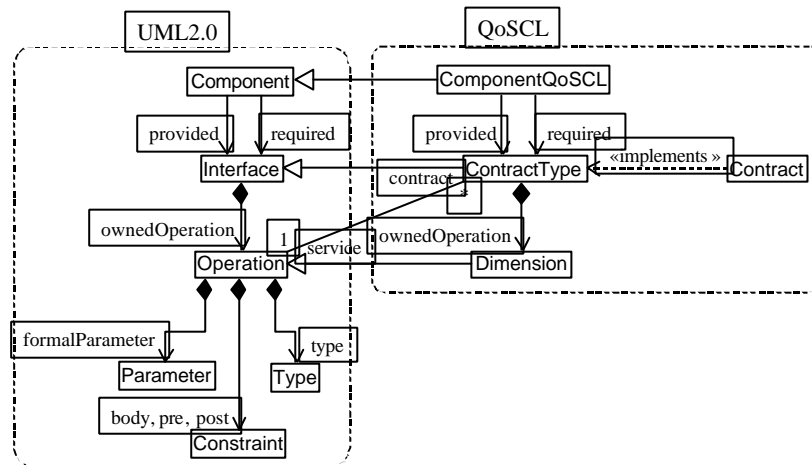 UML2.0
QoSCL
Component
ComponentQoSCL
provided
required
provided
required
«implements »
Interface
contract
ContractType
Contract
*
ownedOperation
1
service
ownedOperation
Operation
Dimension
formalParameter
type
Parameter
Type
body, pre, post
Constraint